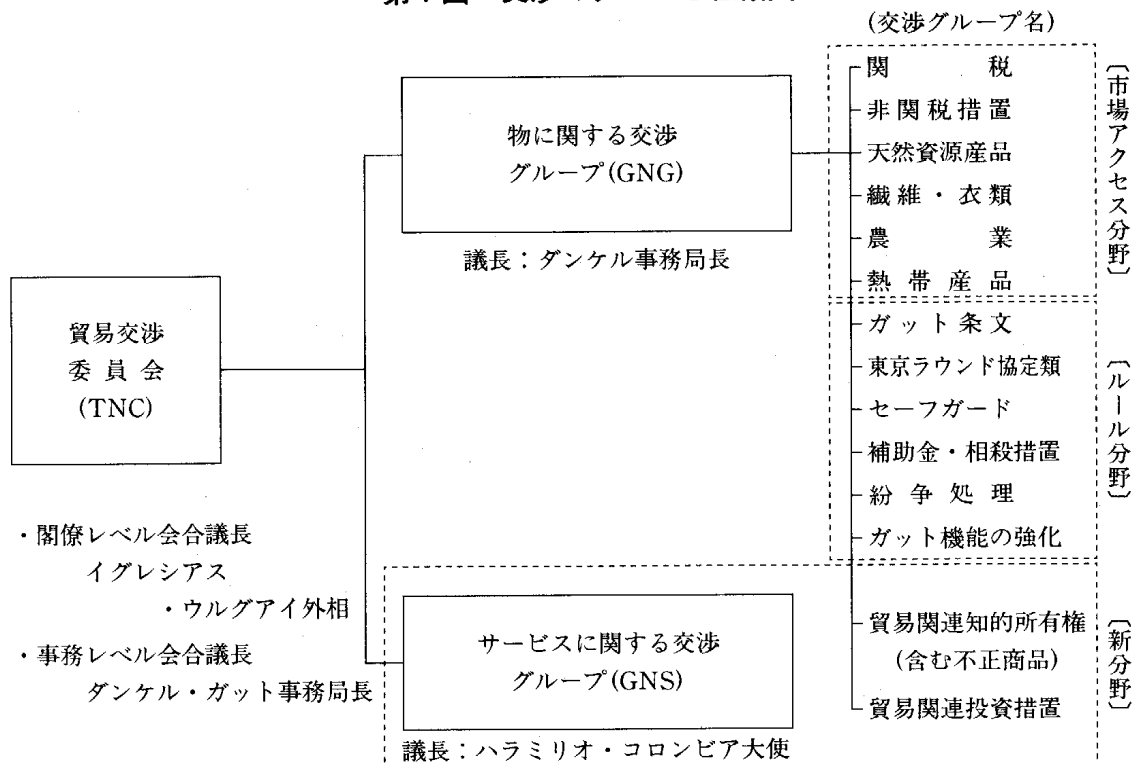 (交渉グループ名)
関税
非関税措置
天然資源産品
繊維・衣類
農業
熱帯産品
〔市場アクセス分野〕
ガット条文
東京ラウンド協定類
セーフガード
補助金・相殺措置
紛争処理
ガット機能の強化
〔ルール分野〕
貿易関連知的所有権
(含む不正商品)
貿易関連投資措置
〔新分野〕
物に関する交渉
グループ(GNG)
議長:ダンケル事務局長
貿易交渉
委員会
(TNC)
・閣僚レベル会合議長
イグレシアス
・ウルグアイ外相
・事務レベル会合議長
ダンケル・ガット事務局長
サービスに関する交渉
グループ(GNS)
議長:ハラミリオ・コロンビア大使